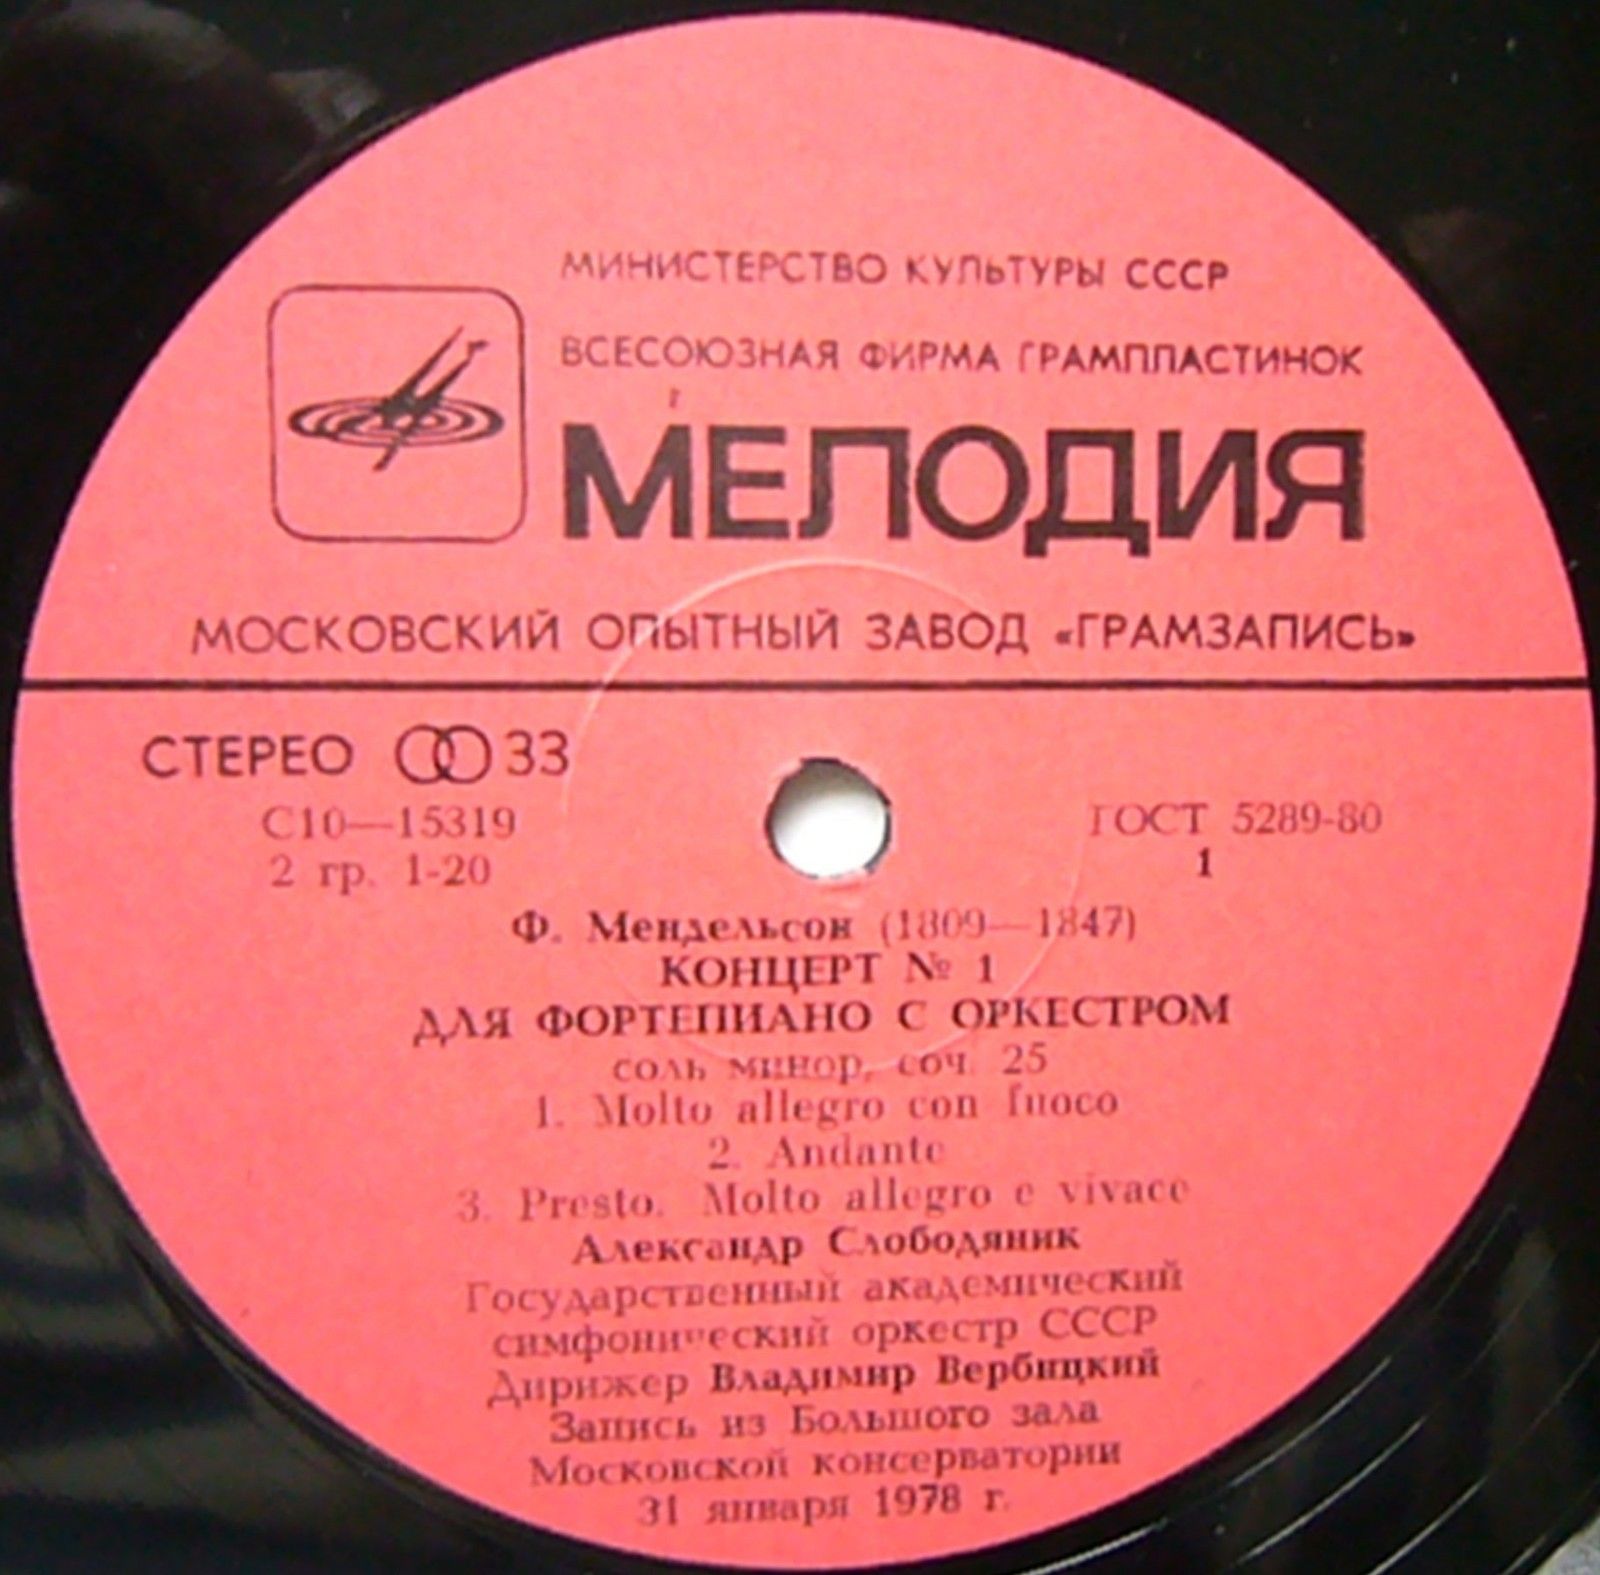 МИНИСТЕРСТВО КУЛЬТУРЫ СССР
ВСЕСОЮЗНАЯ ФИРМА ГРАМПЛАСТИНОК
МЕЛОДИЯ
МОСКОВСКИЙ ОПЫТНЫЙ ЗАВОД «ГРАМЗАПИСЬ»
СТЕРЕО 33
С10—15319
ГОСТ 5289-80
2 гр. 1-20
1
Ф. Мендельсон (1809—1847)
КОНЦЕРТ № 1
ДЛЯ ФОРТЕПИАНО С ОРКЕСТРОМ
соль минор, соч. 25
1. Molto allegro con fuoco
2. Andante
3. Presto. Molto allegro e vivace
Александр Слободяник
Государственный академический
симфонический оркестр СССР
Дирижер Владимир Вербицкий
Запись из Большого зала
Московской консерватории
31 января 1978 г.